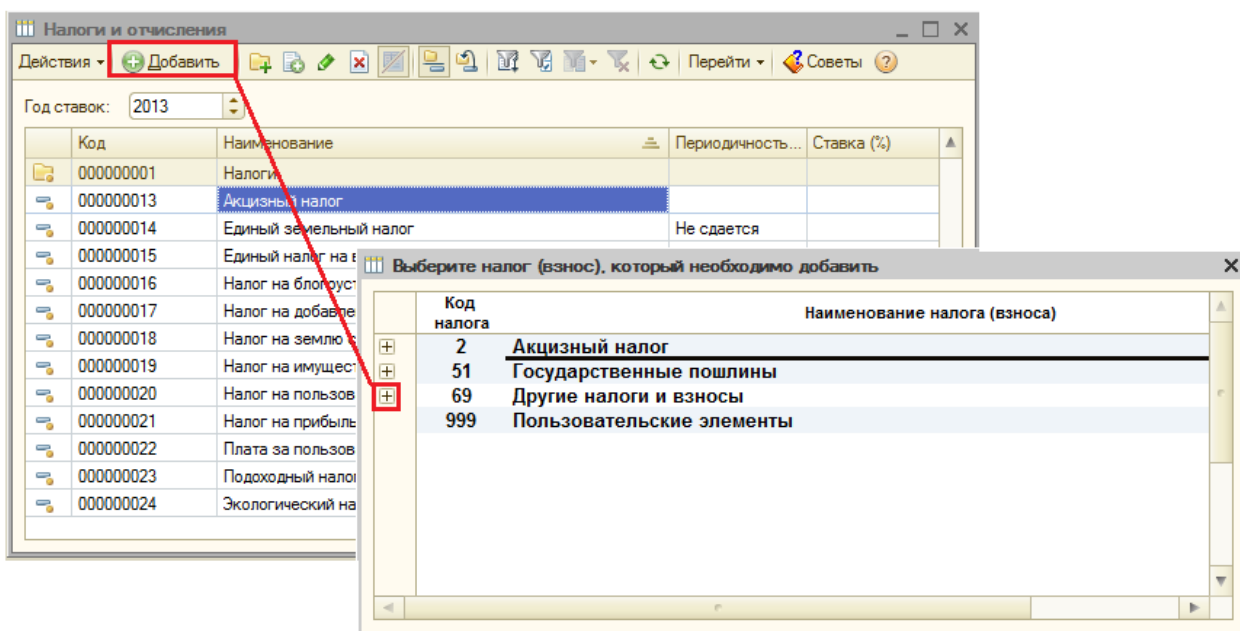 Налоги и отчисления
Действия Добавить Перейти Советы
Год ставок: 2013
Код Наименование Периодичность... Ставка (%)
000000001 Налоги
000000013 Акцизный налог
000000014 Единый земельный налог Не сдается
000000015 Единый налог на в
000000016 Налог на благоус
000000017 Налог на добавле
000000018 Налог на землю с
000000019 Налог на имущес
000000020 Налог на пользов
000000021 Налог на прибыль
000000022 Плата за пользов
000000023 Подоходный налог
000000024 Экологический на
Выберите налог (взнос), который необходимо добавить
Код налога Наименование налога (взноса)
2 Акцизный налог
51 Государственные пошлины
69 Другие налоги и взносы
999 Пользовательские элементы